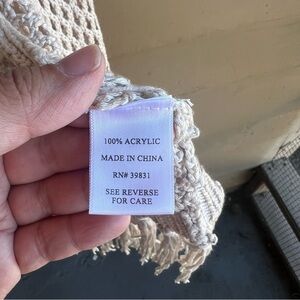 100% ACRYLIC
MADE IN CHINA
RN# 39831
SEE REVERSE
FOR CARE